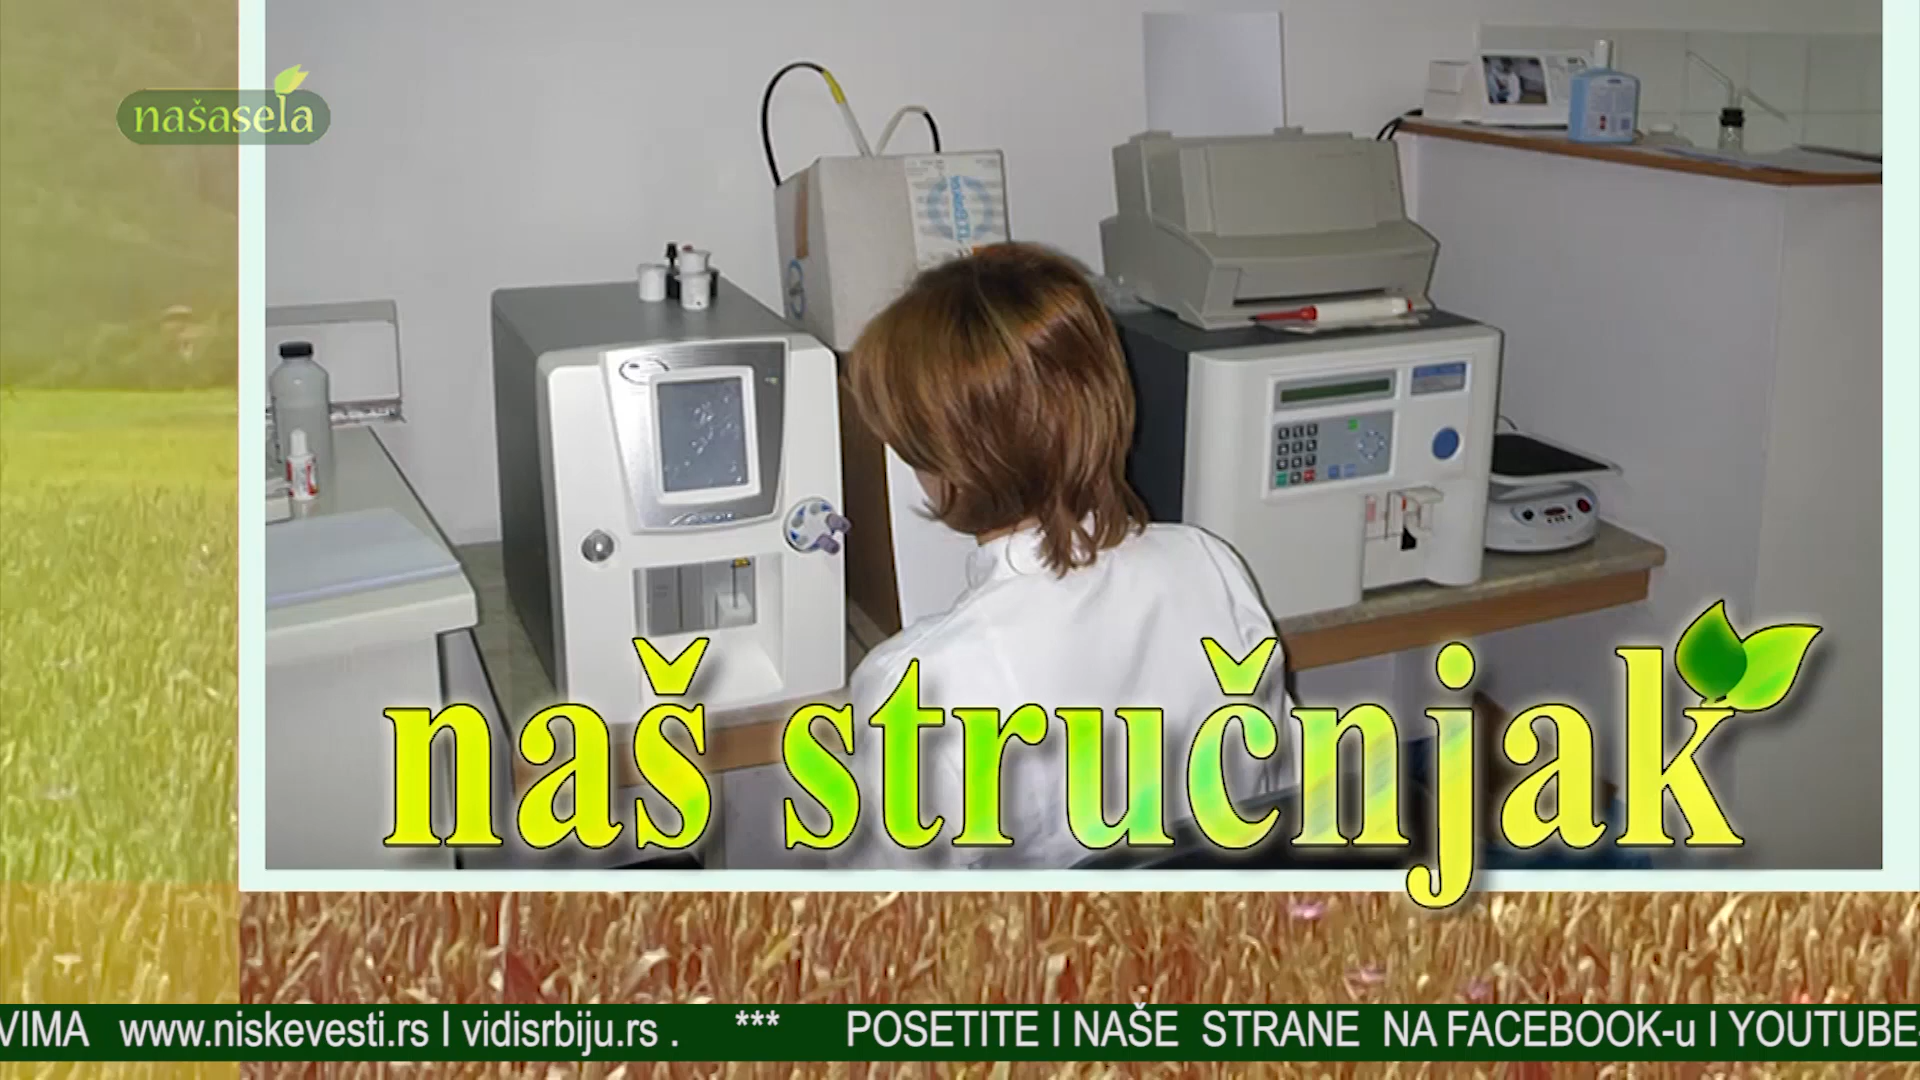 našasela
naš stručnjak
VIMA www.niskevesti.rs I vidisrbiju.rs . *** POSETITE I NAŠE STRANE NA FACEBOOK-u I YOUTUBE-